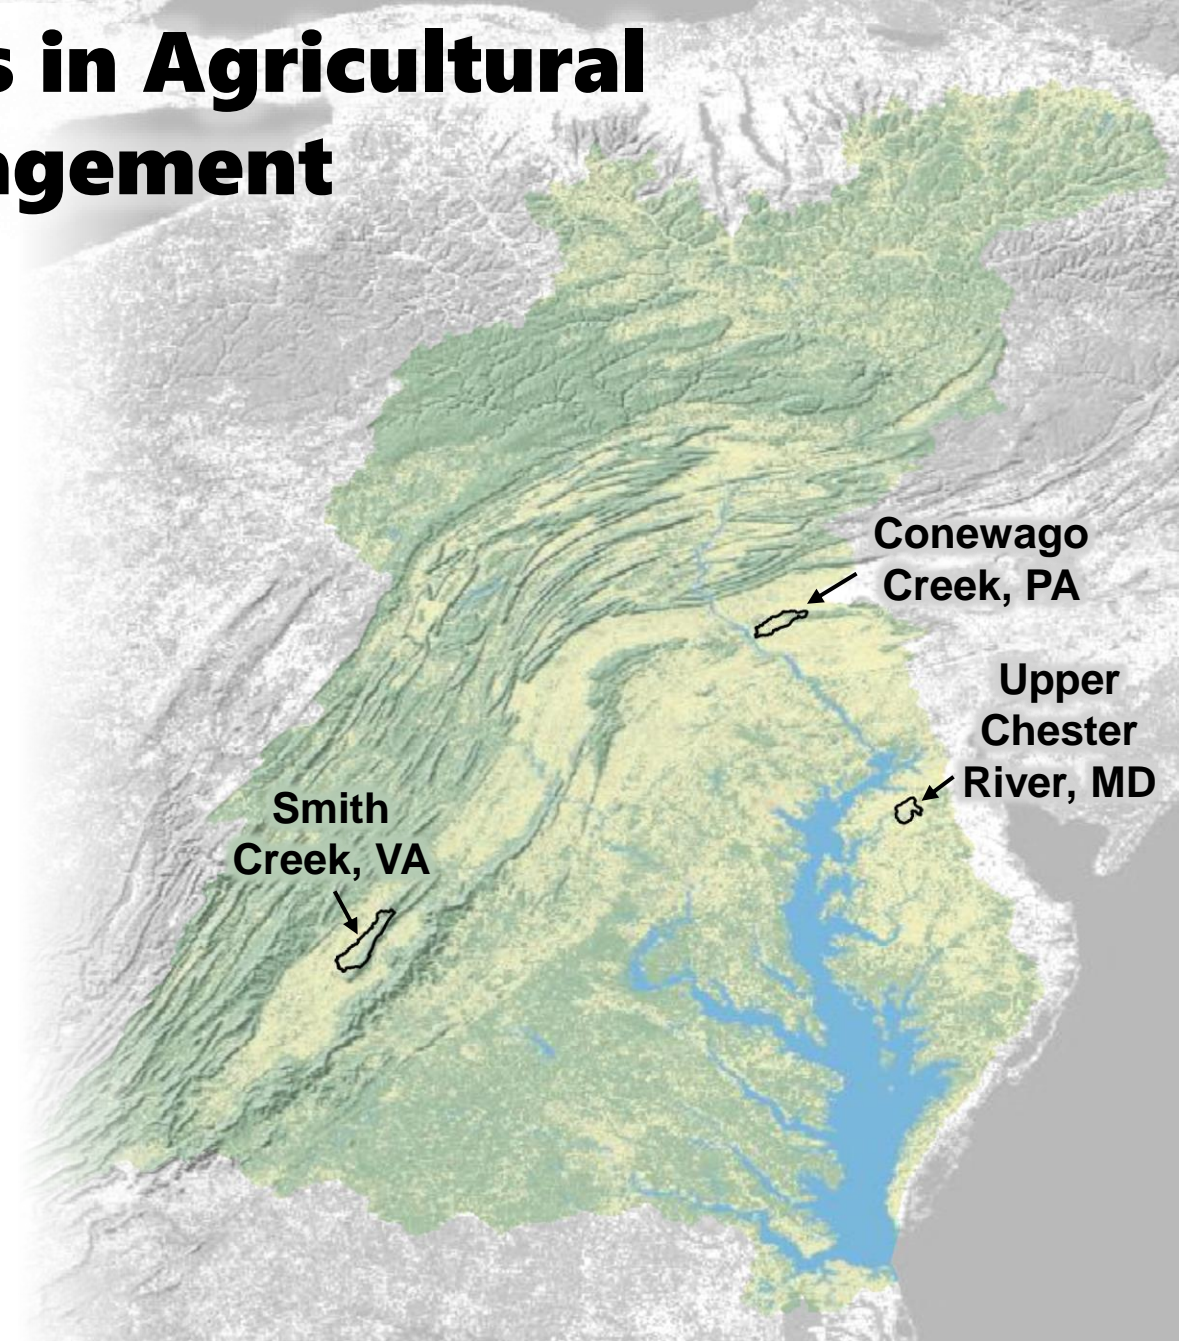 s in Agricultural
agement
Conewago
Creek, PA
Upper
Chester
River, MD
Smith
Creek, VA